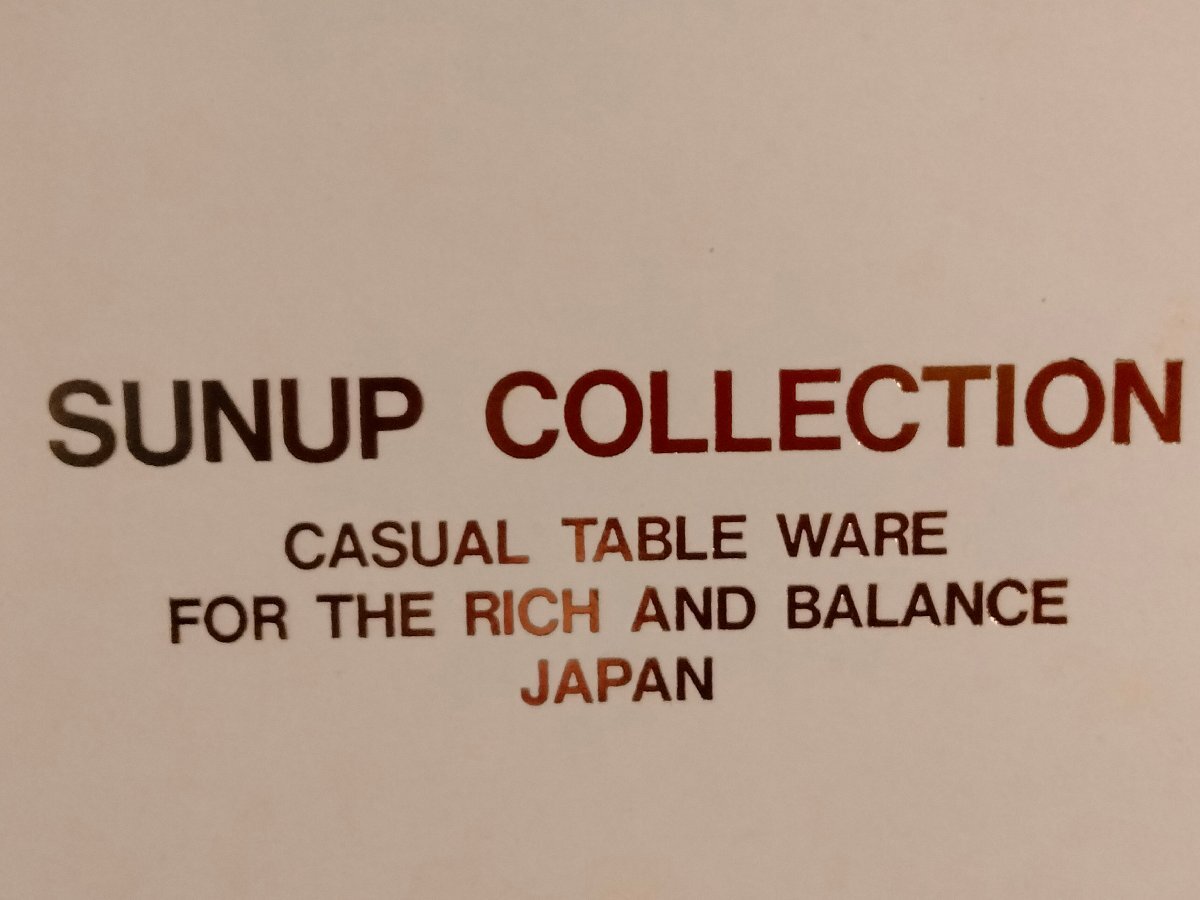 SUNUP COLLECTION
CASUAL TABLE WARE
FOR THE RICH AND BALANCE
JAPAN